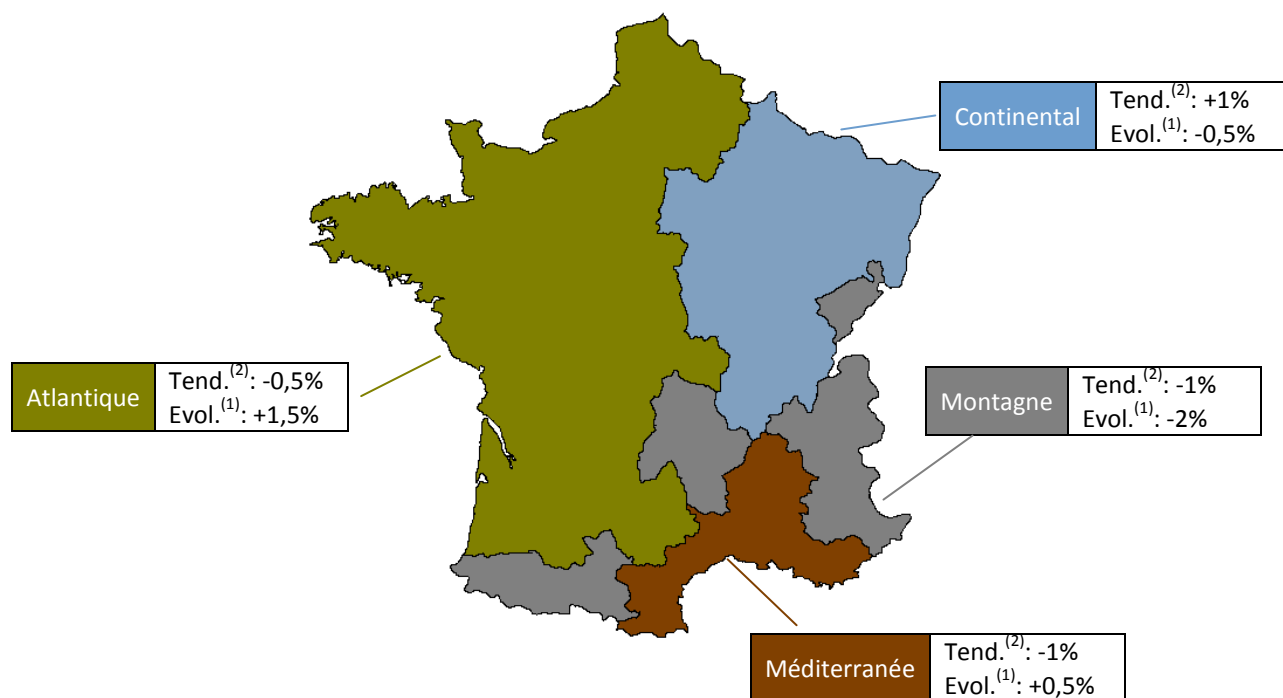 Continental
Tend.(2): +1%
Evol.(1): -0,5%
Atlantique
Tend.(2): -0,5%
Evol.(1): +1,5%
Montagne
Tend.(2): -1%
Evol.(1): -2%
Méditerranée
Tend.(2): -1%
Evol.(1): +0,5%